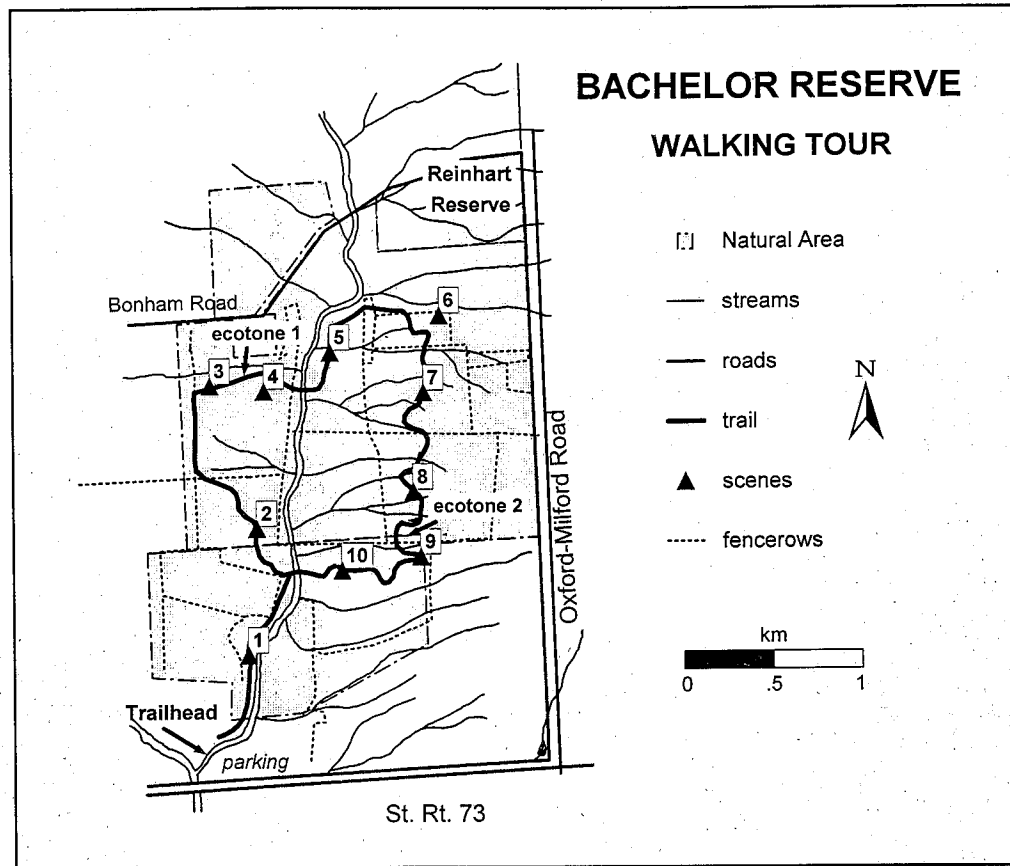 BACHELOR RESERVE
WALKING TOUR
Reinhart
Reserve
Natural Area
streams
roads
trail
scenes
fencerows
N
km
0 .5 1
Bonham Road
ecotone 1
6
5
3
4
7
8
ecotone 2
2
9
10
1
Oxford-Milford Road
Trailhead
parking
St. Rt. 73